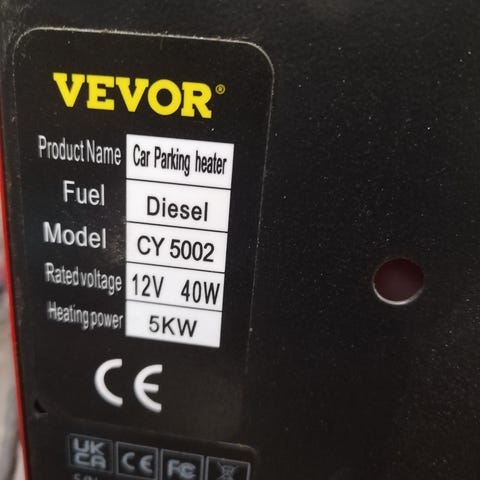 VEVOR®
Product Name Car Parking heater
Fuel Diesel
Model CY 5002
Rated voltage 12V 40W
Heating power 5KW
CE
UK CA CE FC